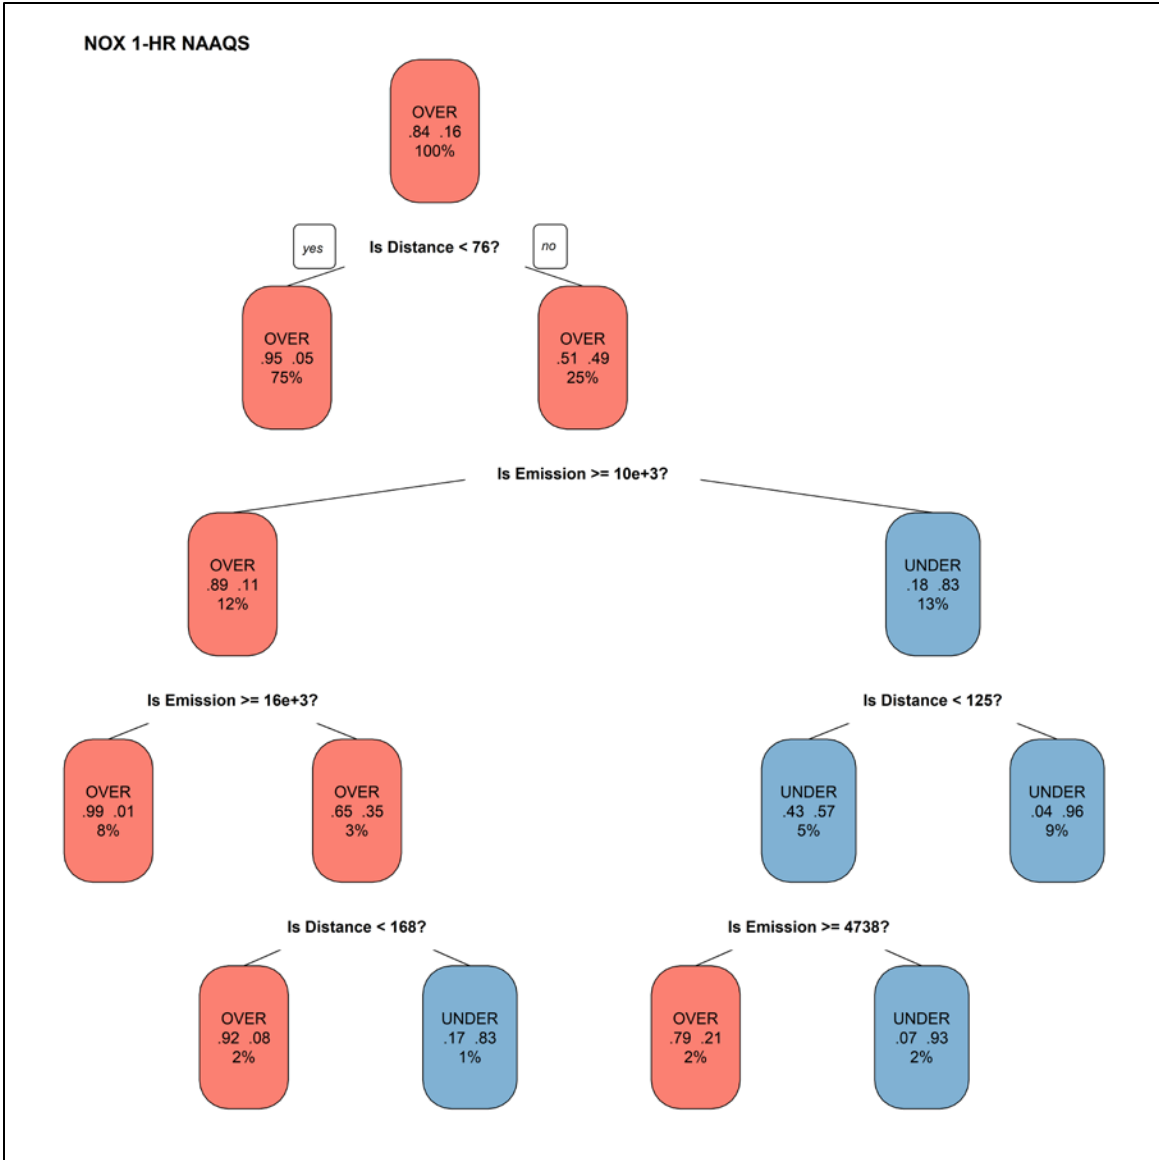 NOX 1-HR NAAQS
OVER
.84 .16
100%
yes
Is Distance < 76?
no
OVER
.95 .05
75%
OVER
.51 .49
25%
Is Emission >= 10e+3?
OVER
.89 .11
12%
UNDER
.18 .83
13%
Is Emission >= 16e+3?
Is Distance < 125?
OVER
.99 .01
8%
OVER
.65 .35
3%
UNDER
.43 .57
5%
UNDER
.04 .96
9%
Is Distance < 168?
Is Emission >= 4738?
OVER
.92 .08
2%
UNDER
.17 .83
1%
OVER
.79 .21
2%
UNDER
.07 .93
2%